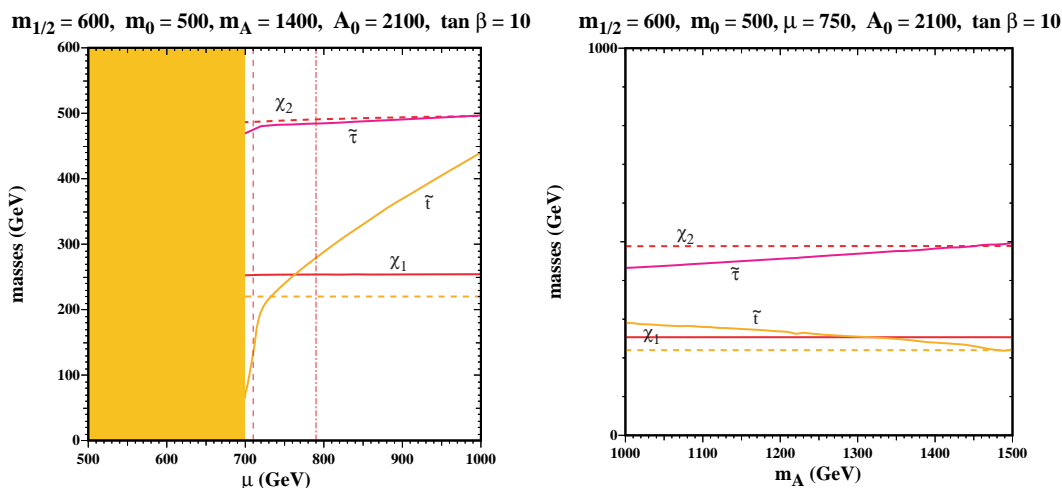 m1/2 = 600, m0 = 500, mA = 1400, A0 = 2100, tan β = 10
600
500
400
300
200
100
0
masses (GeV)
χ2
τ̃
t̃
χ1
500 600 700 800 900 1000
μ (GeV)
m1/2 = 600, m0 = 500, μ = 750, A0 = 2100, tan β = 10
1000
0
masses (GeV)
χ2
τ̃
t̃
χ1
1000 1100 1200 1300 1400 1500
mA (GeV)